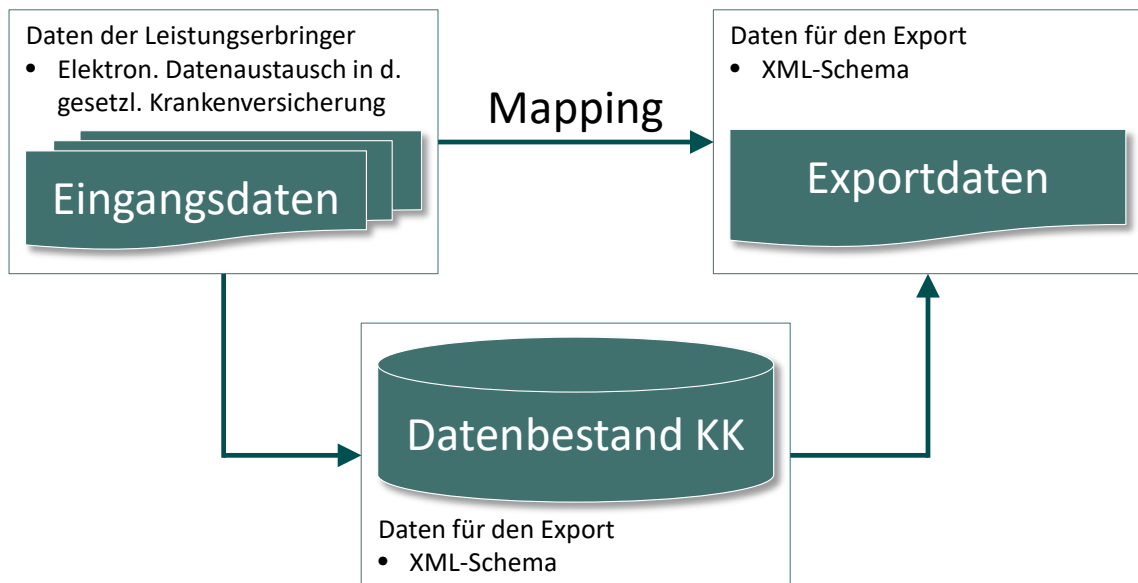 Daten der Leistungserbringer
• Elektron. Datenaustausch in d.
gesetzl. Krankenversicherung
Eingangsdaten
Mapping
Daten für den Export
• XML-Schema
Exportdaten
Datenbestand KK
Daten für den Export
• XML-Schema